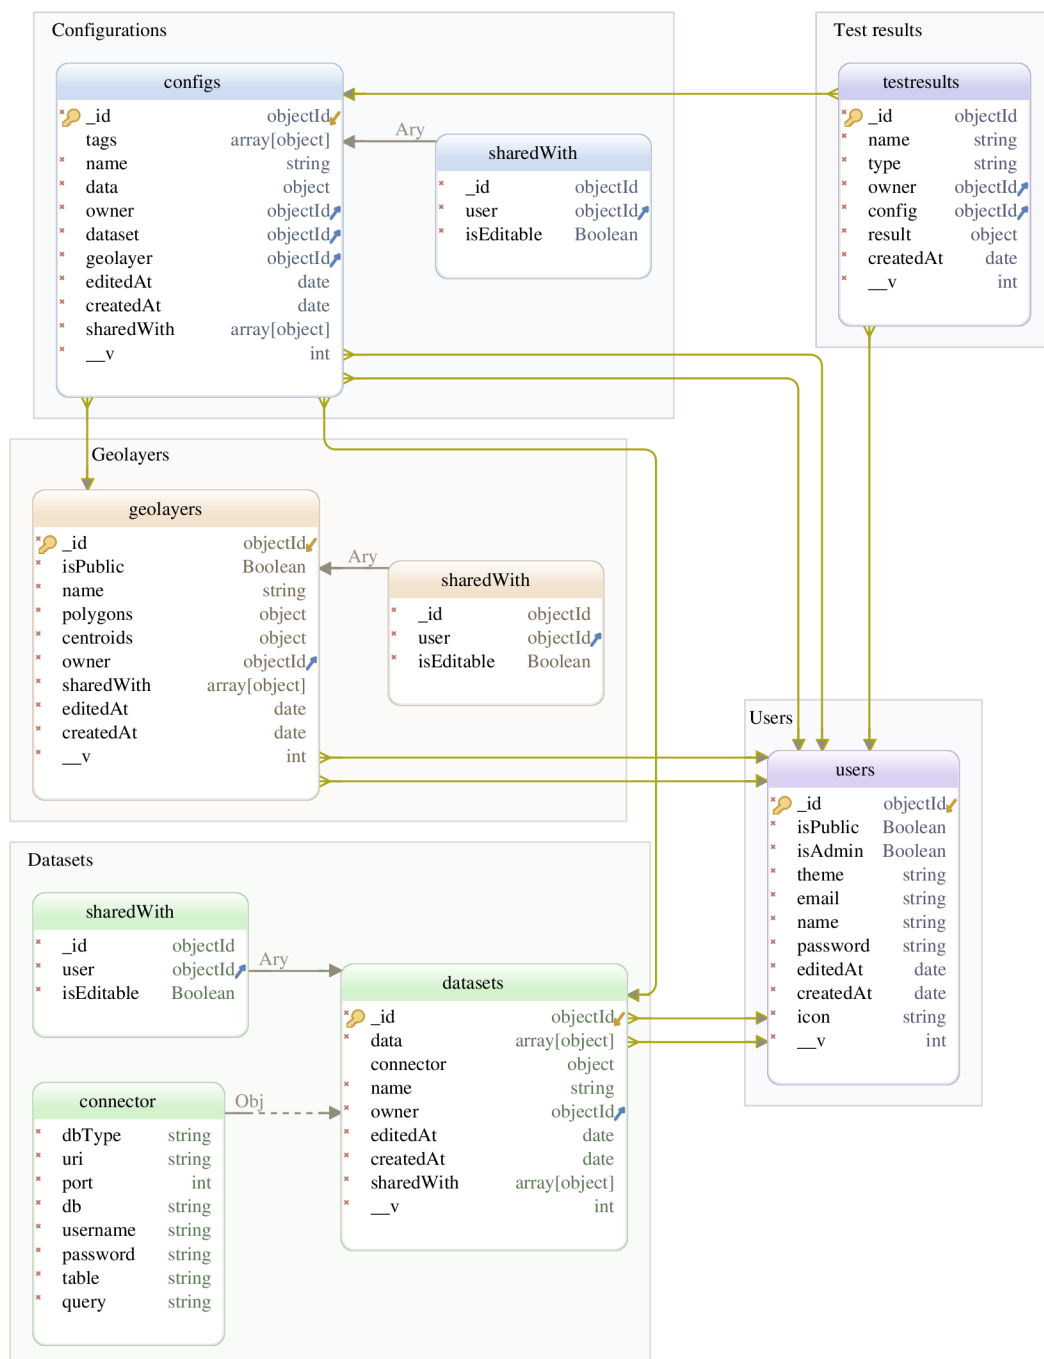 Configurations
configs
_id objectId
tags array[object]
name string
data object
owner objectId
dataset objectId
geolayer objectId
editedAt date
createdAt date
sharedWith array[object]
__v int
Ary
sharedWith
_id objectId
user objectId
isEditable Boolean
Test results
testresults
_id objectId
name string
type string
owner objectId
config objectId
result object
createdAt date
__v int
Geolayers
geolayers
_id objectId
isPublic Boolean
name string
polygons object
centroids object
owner objectId
sharedWith array[object]
editedAt date
createdAt date
__v int
Ary
sharedWith
_id objectId
user objectId
isEditable Boolean
Users
users
_id objectId
isPublic Boolean
isAdmin Boolean
theme string
email string
name string
password string
editedAt date
createdAt date
icon string
__v int
Datasets
sharedWith
_id objectId
user objectId
isEditable Boolean
Ary
datasets
_id objectId
data array[object]
connector object
name string
owner objectId
editedAt date
createdAt date
sharedWith array[object]
__v int
connector
Obj
dbType string
uri string
port int
db string
username string
password string
table string
query string